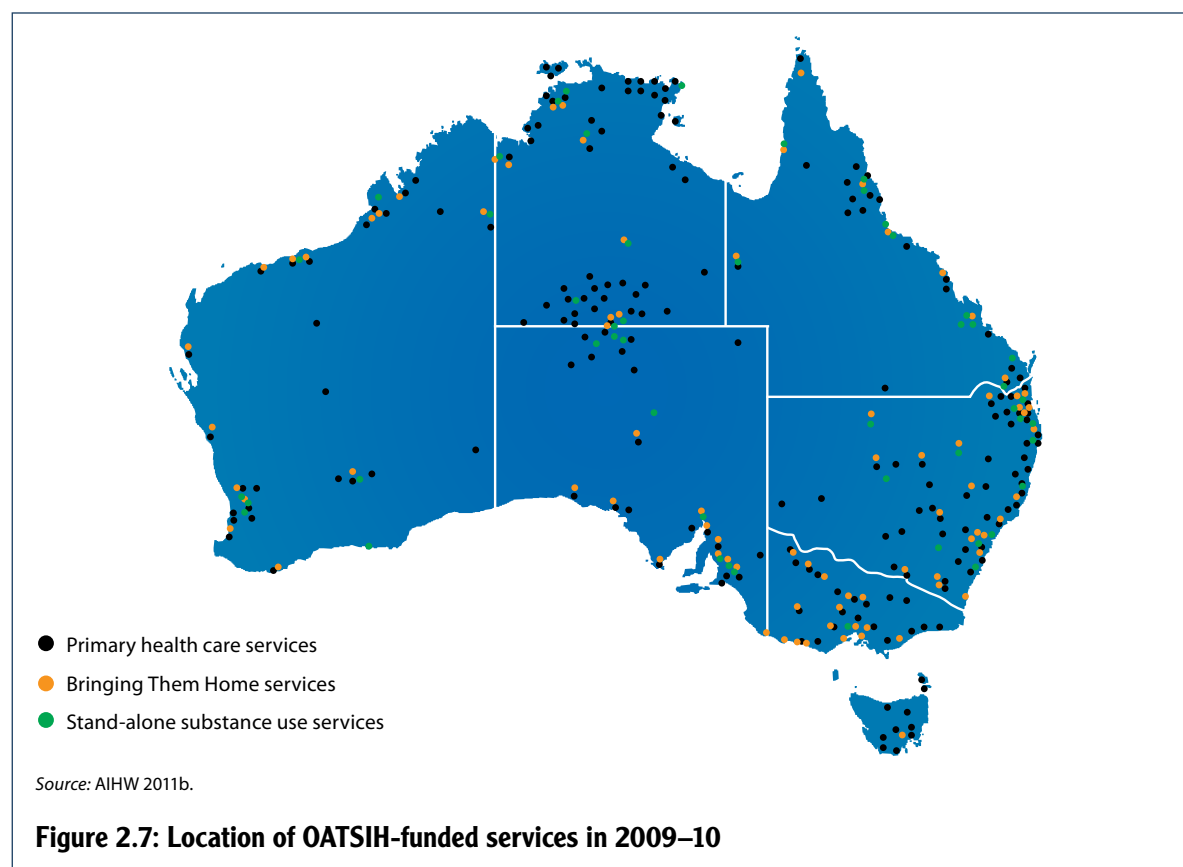 Primary health care services
Bringing Them Home services
Stand-alone substance use services
Source: AIHW 2011b.
Figure 2.7: Location of OATSIH-funded services in 2009–10